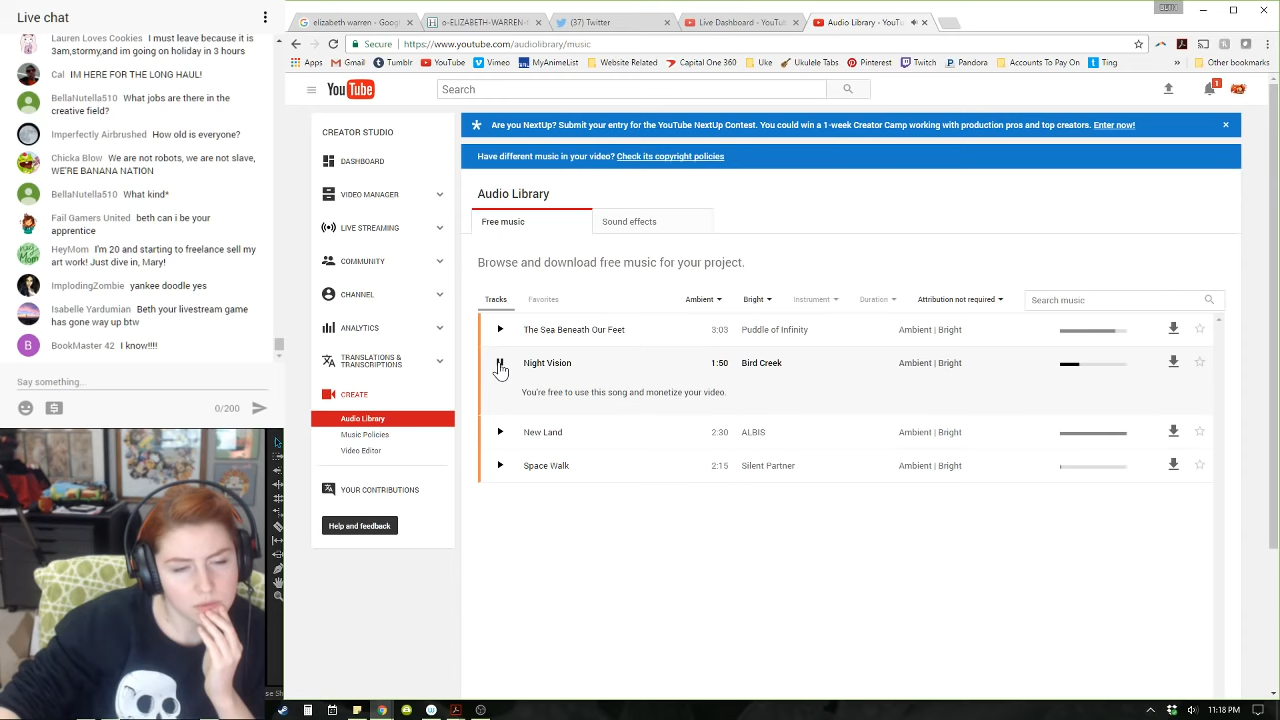 Live chat
Lauren Loves Cookies I must leave because it is
3am,stormy,and im going on holiday in 3 hours
Cal IM HERE FOR THE LONG HAUL!
BellaNutella510 What jobs are there in the
creative field?
Imperfectly Airbrushed How old is everyone?
Chicka Blow We are not robots, we are not slave,
WE'RE BANANA NATION
BellaNutella510 What kind*
Fail Gamers United beth can i be your
apprentice
HeyMom I'm 20 and starting to freelance sell my
art work! Just dive in, Mary!
ImplodingZombie yankee doodle yes
Isabelle Yardumian Beth your livestream game
has gone way up btw
B BookMaster 42 I know!!!!
Say something...
0/200
elizabeth warren - Googl
o-ELIZABETH-WARREN-f
(37) Twitter
Live Dashboard - YouTu
Audio Library - YouTu
Secure https://www.youtube.com/audiolibrary/music
Apps Gmail Tumblr YouTube Vimeo MyAnimeList Website Related Capital One 360 Uke Ukulele Tabs Pinterest Twitch Pandora Accounts To Pay On Ting » Other bookmarks
YouTube
Search
1
CREATOR STUDIO
DASHBOARD
VIDEO MANAGER
LIVE STREAMING
COMMUNITY
CHANNEL
ANALYTICS
TRANSLATIONS &
TRANSCRIPTIONS
CREATE
Audio Library
Music Policies
Video Editor
YOUR CONTRIBUTIONS
Help and feedback
Are you NextUp? Submit your entry for the YouTube NextUp Contest. You could win a 1-week Creator Camp working with production pros and top creators. Enter now!
Have different music in your video? Check its copyright policies
Audio Library
Free music Sound effects
Browse and download free music for your project.
Tracks Favorites Ambient Bright Instrument Duration Attribution not required Search music
The Sea Beneath Our Feet 3:03 Puddle of Infinity Ambient | Bright
Night Vision 1:50 Bird Creek Ambient | Bright
You're free to use this song and monetize your video.
New Land 2:30 ALBIS Ambient | Bright
Space Walk 2:15 Silent Partner Ambient | Bright
11:18 PM